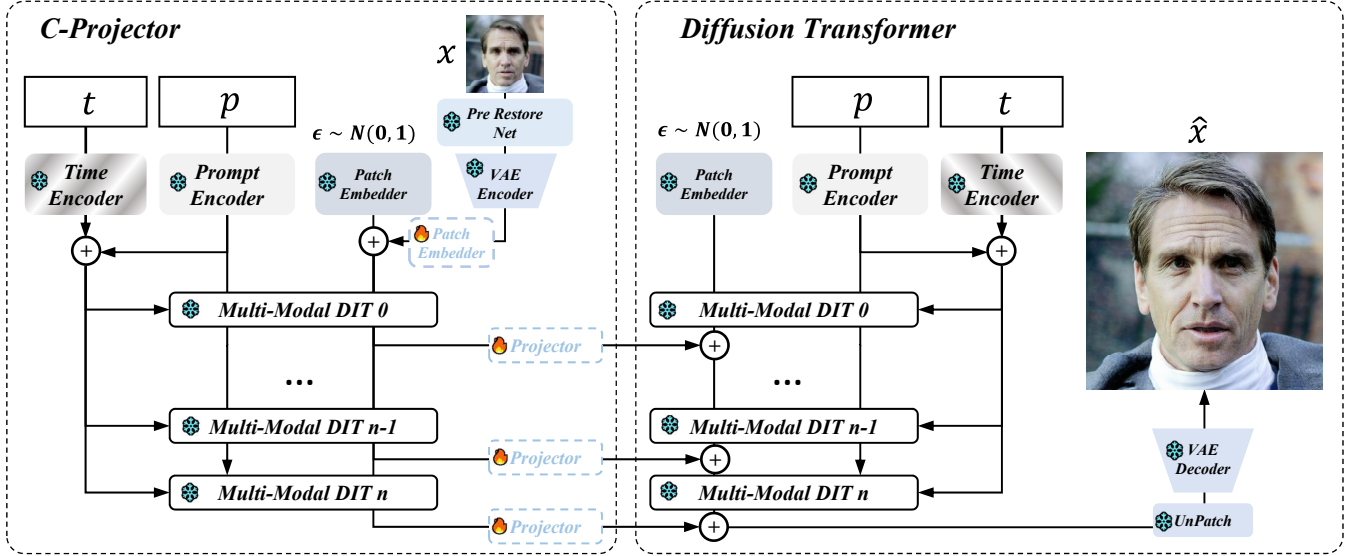 C-Projector
x
t
p
ϵ ~ N(0, 1)
Pre Restore
Net
Time
Encoder
Prompt
Encoder
Patch
Embedder
VAE
Encoder
+
+
Patch
Embedder
Multi-Modal DIT 0
Projector
...
Multi-Modal DIT n-1
Projector
Multi-Modal DIT n
Projector
Diffusion Transformer
p
t
ϵ ~ N(0, 1)
x̂
Patch
Embedder
Prompt
Encoder
Time
Encoder
+
Multi-Modal DIT 0
+
...
Multi-Modal DIT n-1
+
Multi-Modal DIT n
+
VAE
Decoder
UnPatch